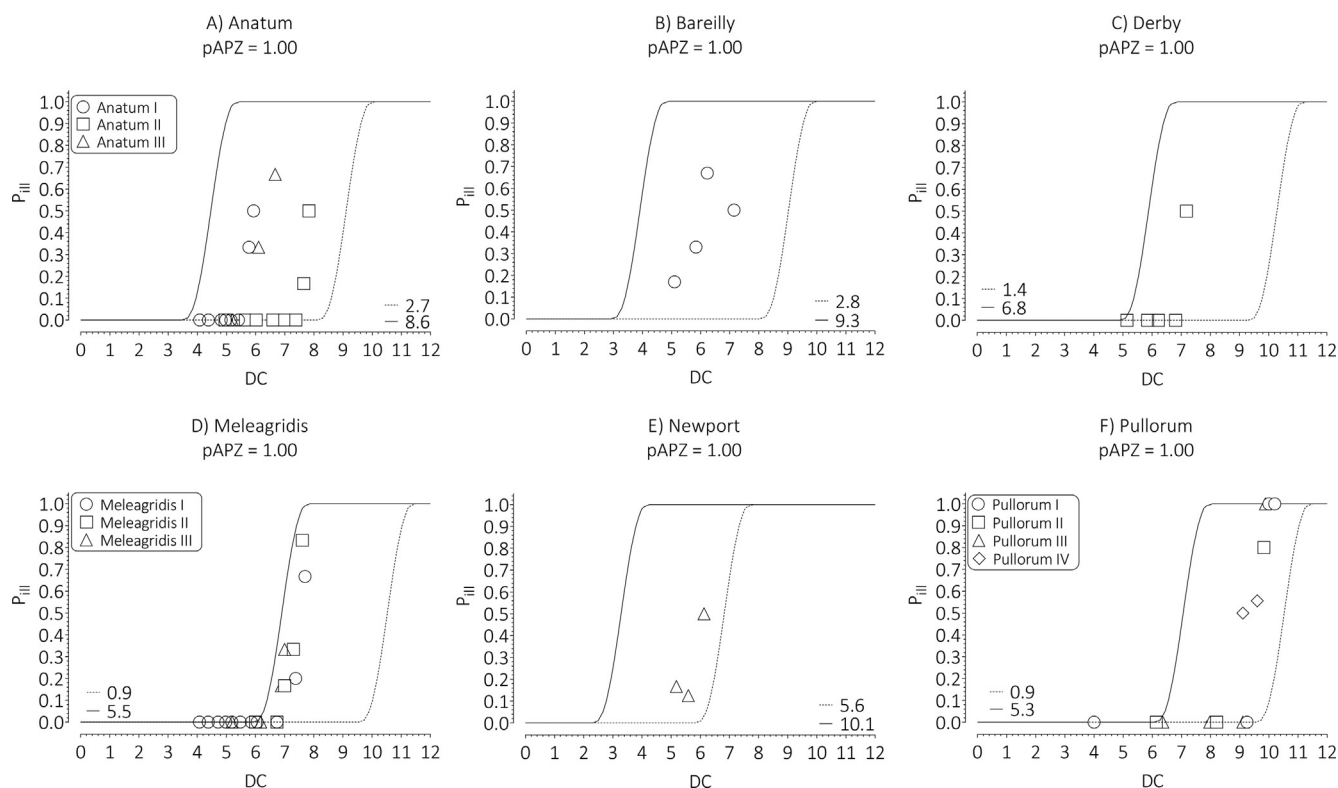 A) Anatum
pAPZ = 1.00
1.0
0.9
0.8
0.7
0.6
0.5
0.4
0.3
0.2
0.1
0.0
Pill
Anatum I
Anatum II
Anatum III
2.7
8.6
0 1 2 3 4 5 6 7 8 9 10 11 12
DC
B) Bareilly
pAPZ = 1.00
1.0
0.9
0.8
0.7
0.6
0.5
0.4
0.3
0.2
0.1
0.0
Pill
2.8
9.3
0 1 2 3 4 5 6 7 8 9 10 11 12
DC
C) Derby
pAPZ = 1.00
1.0
0.9
0.8
0.7
0.6
0.5
0.4
0.3
0.2
0.1
0.0
Pill
1.4
6.8
0 1 2 3 4 5 6 7 8 9 10 11 12
DC
D) Meleagridis
pAPZ = 1.00
1.0
0.9
0.8
0.7
0.6
0.5
0.4
0.3
0.2
0.1
0.0
Pill
Meleagridis I
Meleagridis II
Meleagridis III
0.9
5.5
0 1 2 3 4 5 6 7 8 9 10 11 12
DC
E) Newport
pAPZ = 1.00
1.0
0.9
0.8
0.7
0.6
0.5
0.4
0.3
0.2
0.1
0.0
Pill
5.6
10.1
0 1 2 3 4 5 6 7 8 9 10 11 12
DC
F) Pullorum
pAPZ = 1.00
1.0
0.9
0.8
0.7
0.6
0.5
0.4
0.3
0.2
0.1
0.0
Pill
Pullorum I
Pullorum II
Pullorum III
Pullorum IV
0.9
5.3
0 1 2 3 4 5 6 7 8 9 10 11 12
DC